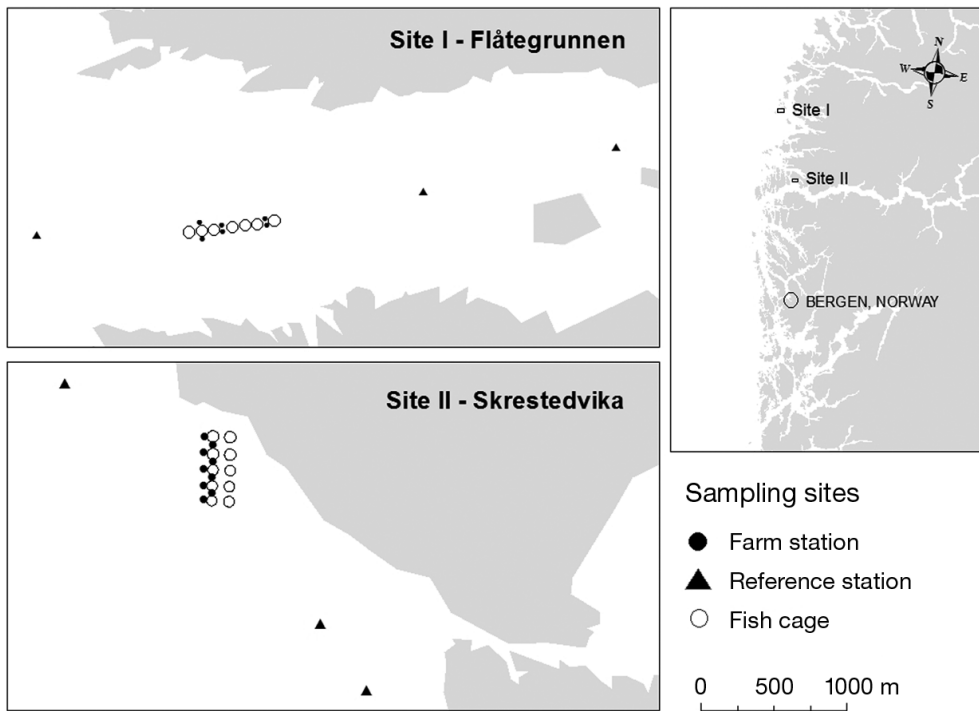 Site I - Flåtegrunnen
Site II - Skrestedvika
N
W
E
S
Site I
Site II
BERGEN, NORWAY
Sampling sites
Farm station
Reference station
Fish cage
0 500 1000 m